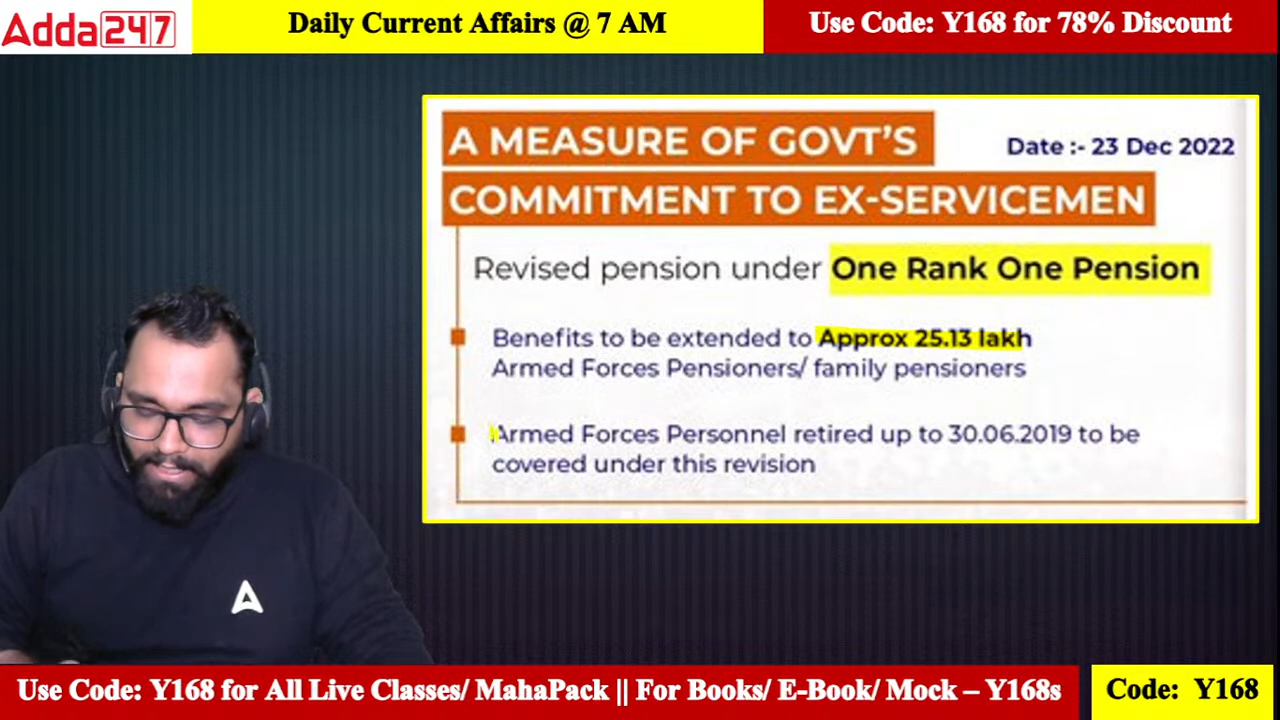 Adda247
Daily Current Affairs @ 7 AM
Use Code: Y168 for 78% Discount
A MEASURE OF GOVT'S
Date :- 23 Dec 2022
COMMITMENT TO EX-SERVICEMEN
Revised pension under One Rank One Pension
Benefits to be extended to Approx 25.13 lakh
Armed Forces Pensioners/ family pensioners
Armed Forces Personnel retired up to 30.06.2019 to be
covered under this revision
Use Code: Y168 for All Live Classes/ MahaPack || For Books/ E-Book/ Mock – Y168s
Code: Y168